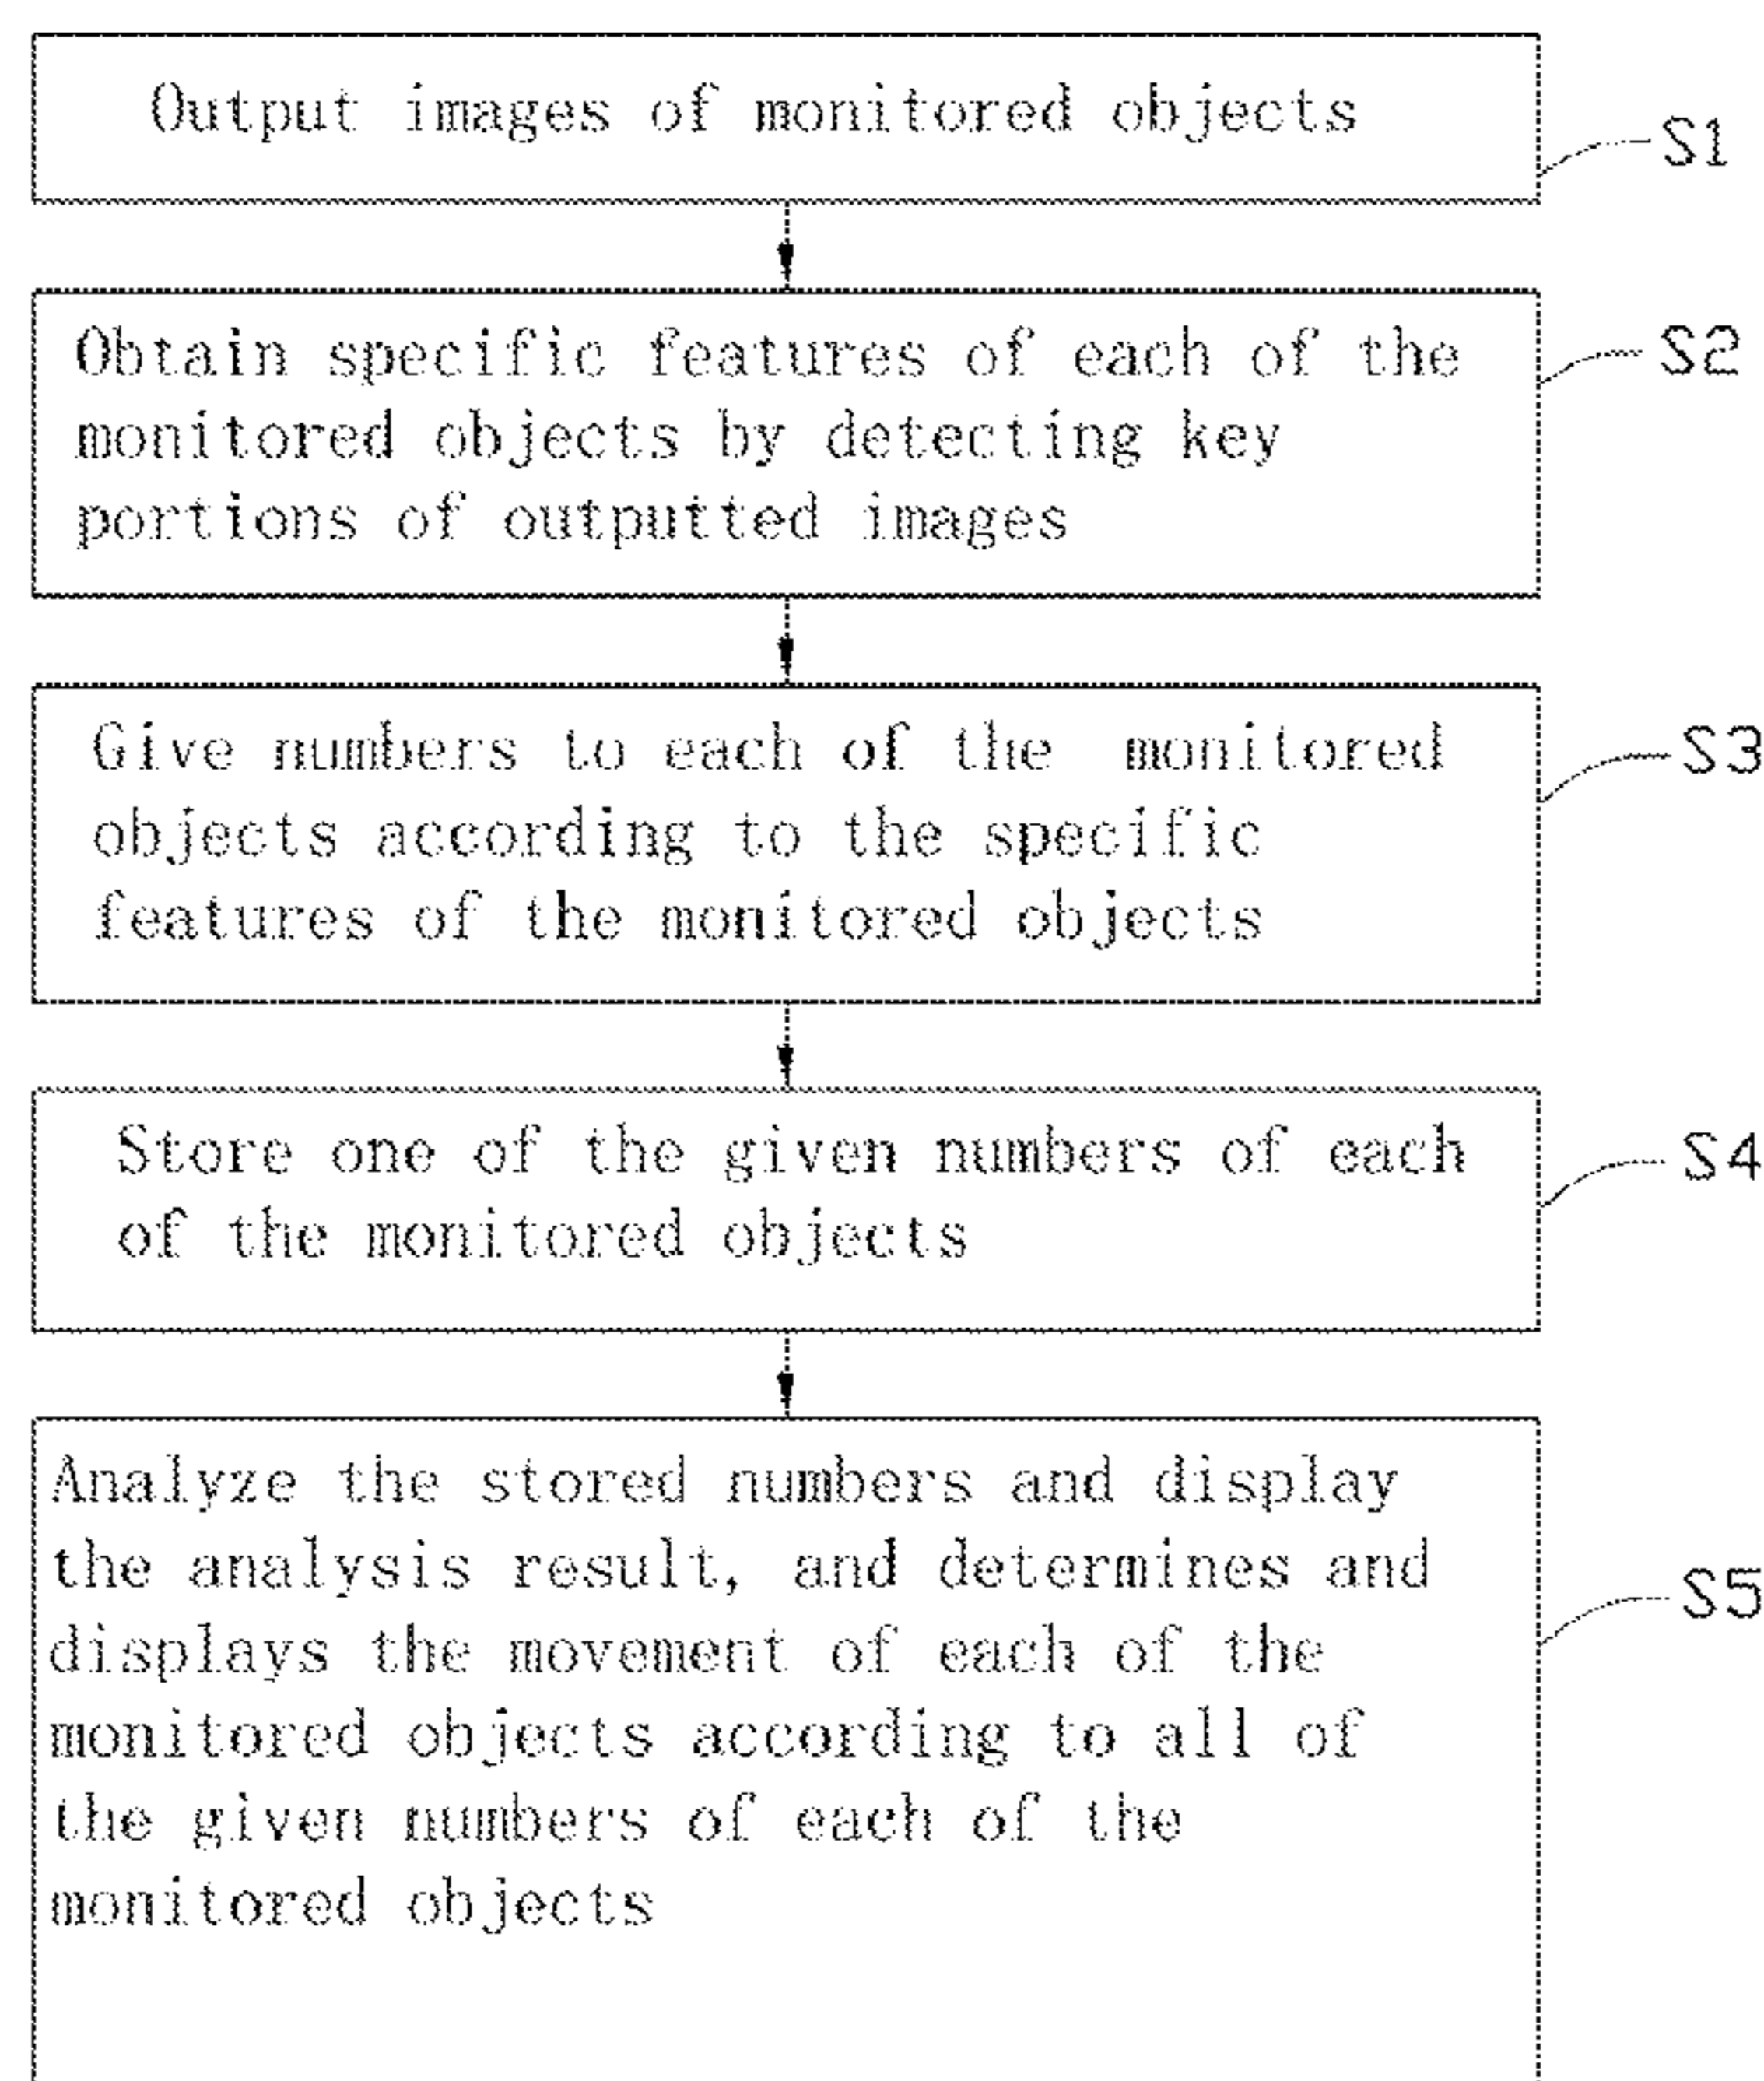 Output images of monitored objects
S1
Obtain specific features of each of the
monitored objects by detecting key
portions of outputted images
S2
Give numbers to each of the monitored
objects according to the specific
features of the monitored objects
S3
Store one of the given numbers of each
of the monitored objects
S4
Analyze the stored numbers and display
the analysis result, and determines and
displays the movement of each of the
monitored objects according to all of
the given numbers of each of the
monitored objects
S5